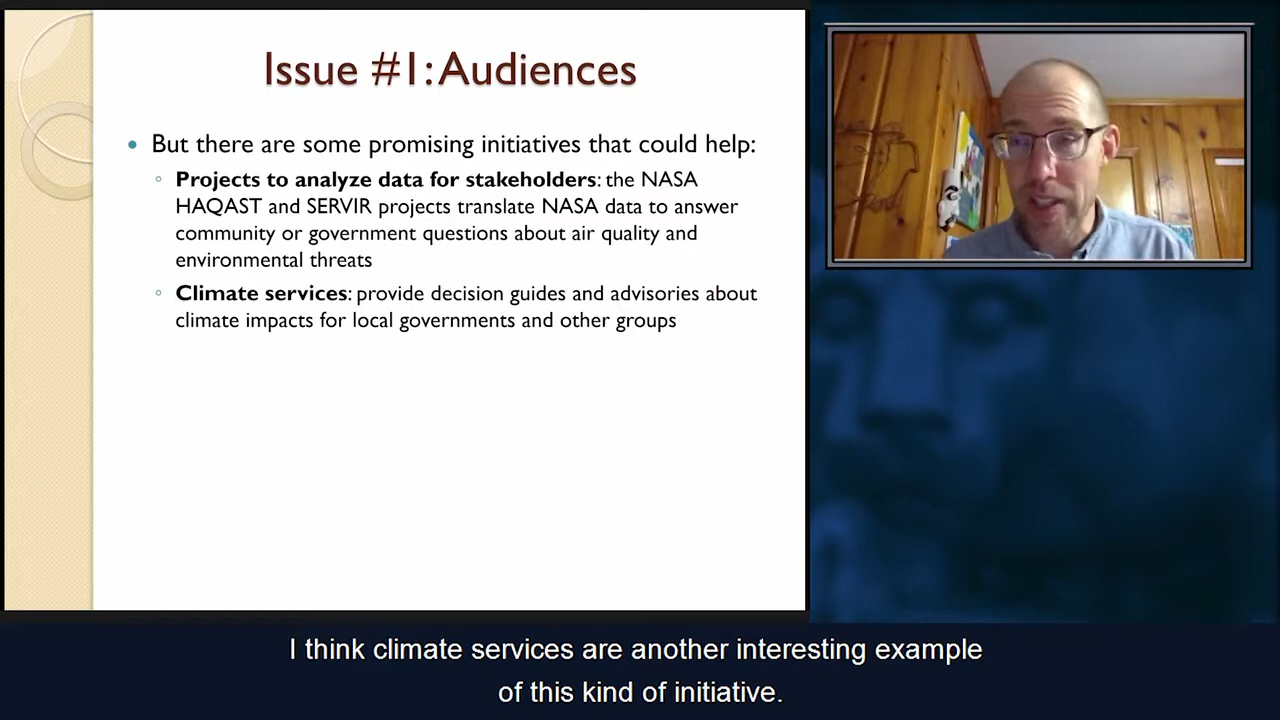 Issue #1: Audiences
But there are some promising initiatives that could help:
Projects to analyze data for stakeholders: the NASA
HAQAST and SERVIR projects translate NASA data to answer
community or government questions about air quality and
environmental threats
Climate services: provide decision guides and advisories about
climate impacts for local governments and other groups
I think climate services are another interesting example
of this kind of initiative.